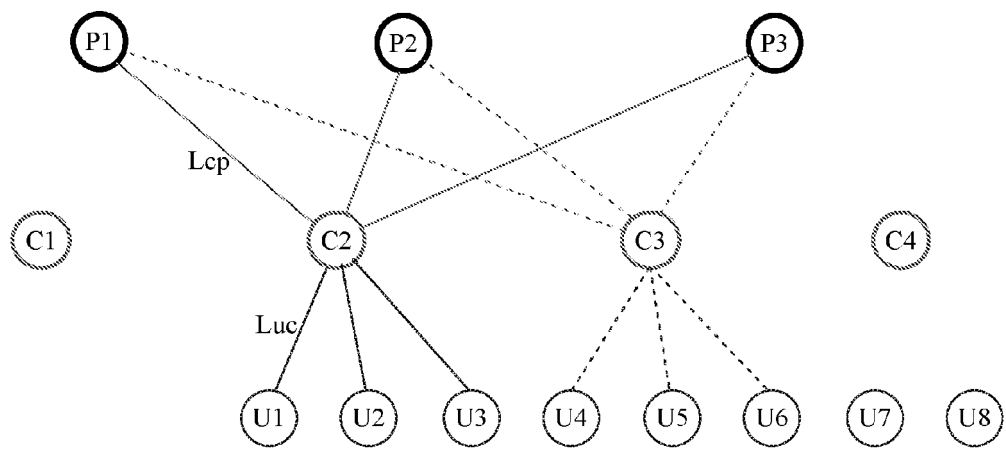 P1 P2 P3
Lcp
C1 C2 C3 C4
Luc
U1 U2 U3 U4 U5 U6 U7 U8